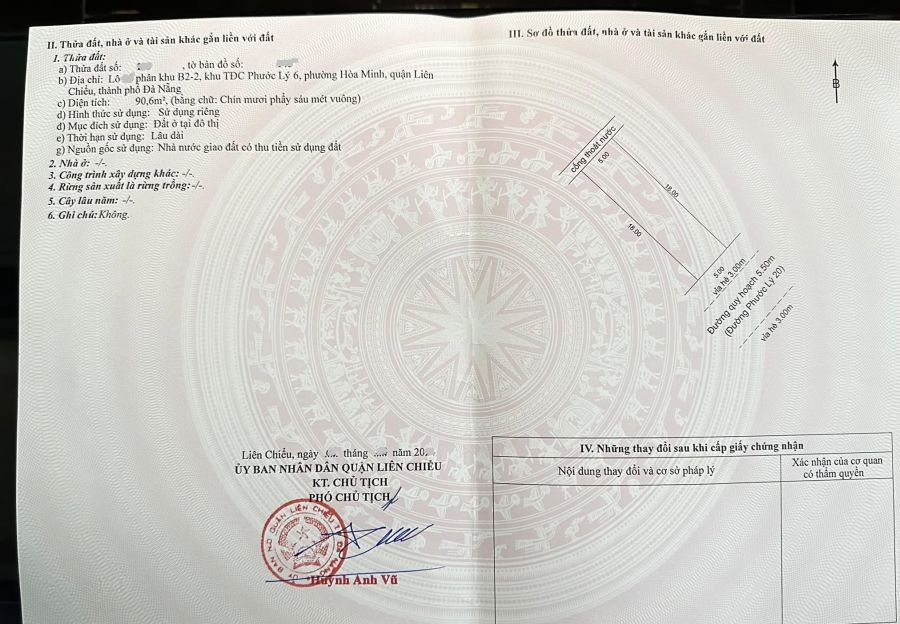 II. Thửa đất, nhà ở và tài sản khác gắn liền với đất
1. Thửa đất:
a) Thửa đất số: , tờ bản đồ số:
b) Địa chỉ: Lô phân khu B2-2, khu TĐC Phước Lý 6, phường Hòa Minh, quận Liên
Chiểu, thành phố Đà Nẵng
c) Diện tích: 90,6m², (bằng chữ: Chín mươi phẩy sáu mét vuông)
d) Hình thức sử dụng: Sử dụng riêng
đ) Mục đích sử dụng: Đất ở tại đô thị
e) Thời hạn sử dụng: Lâu dài
g) Nguồn gốc sử dụng: Nhà nước giao đất có thu tiền sử dụng đất
2. Nhà ở: -/-.
3. Công trình xây dựng khác: -/-.
4. Rừng sản xuất là rừng trồng: -/-.
5. Cây lâu năm: -/-.
6. Ghi chú: Không.
Liên Chiểu, ngày tháng năm 20
ỦY BAN NHÂN DÂN QUẬN LIÊN CHIỂU
KT. CHỦ TỊCH
PHÓ CHỦ TỊCH
Huỳnh Anh Vũ
III. Sơ đồ thửa đất, nhà ở và tài sản khác gắn liền với đất
B
cống thoát nước
5.00
18.00
18.00
5.00
vỉa hè 3.00m
Đường quy hoạch 5.50m
(Đường Phước Lý 20)
vỉa hè 3.00m
IV. Những thay đổi sau khi cấp giấy chứng nhận
Nội dung thay đổi và cơ sở pháp lý
Xác nhận của cơ quan
có thẩm quyền